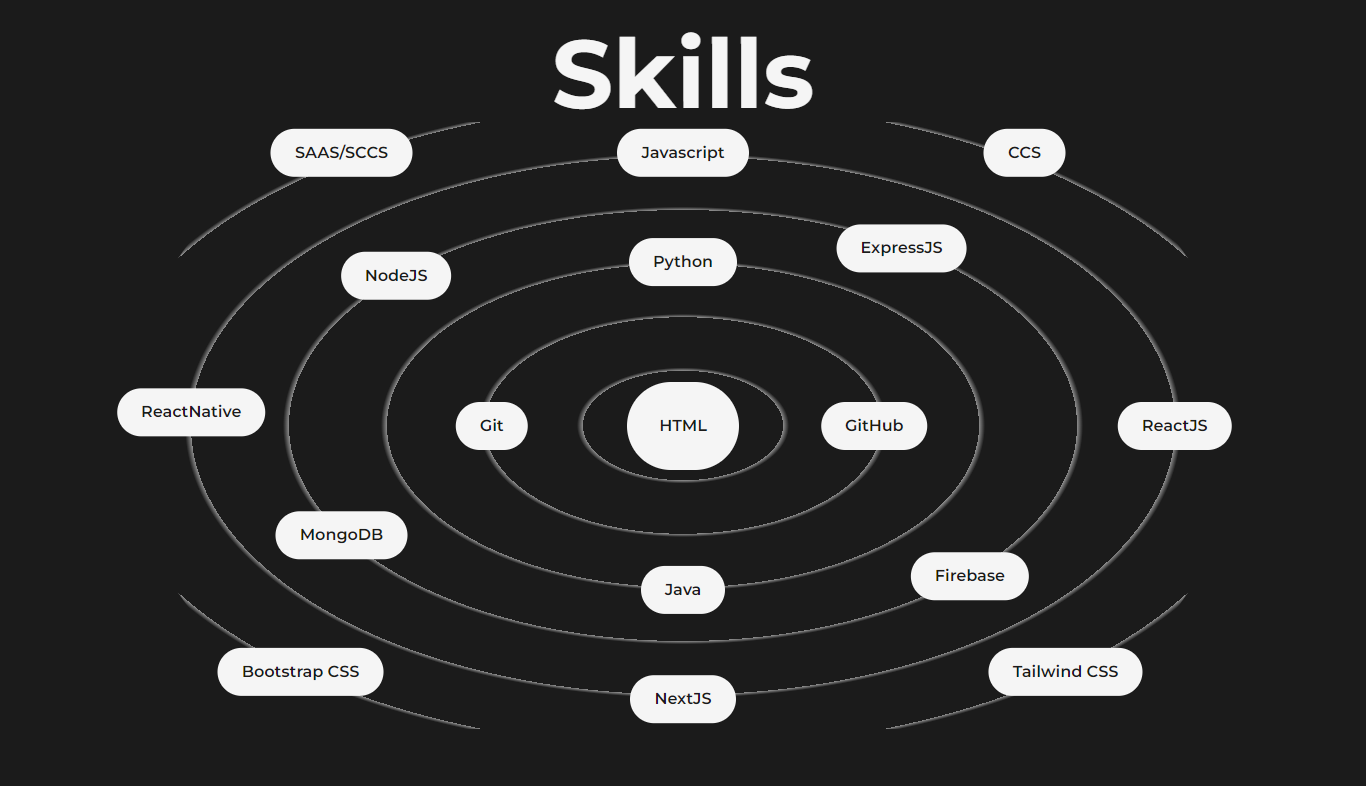 Skills
SAAS/SCCS
Javascript
CCS
ExpressJS
Python
NodeJS
ReactNative
Git
HTML
GitHub
ReactJS
MongoDB
Firebase
Java
Bootstrap CSS
Tailwind CSS
NextJS